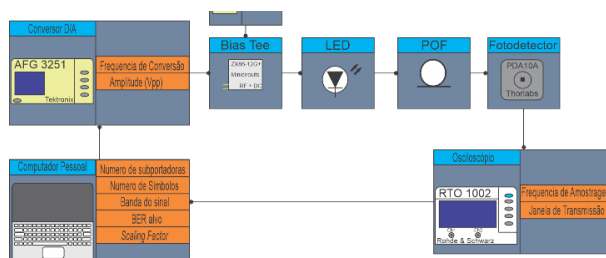 Conversor D/A
AFG 3251
Tektronix
Frequencia de Conversão
Amplitude (Vpp)
Bias Tee
ZX85-12G+
Minicircuits
RF + DC
LED
POF
Fotodetector
PDA10A
Thorlabs
Computador Pessoal
Numero de subportadoras
Numero de Simbolos
Banda do sinal
BER alvo
Scaling Factor
Osciloscópio
RTO 1002
Rohde & Schwarz
Frequencia de Amostrage
Janela de Transmissão